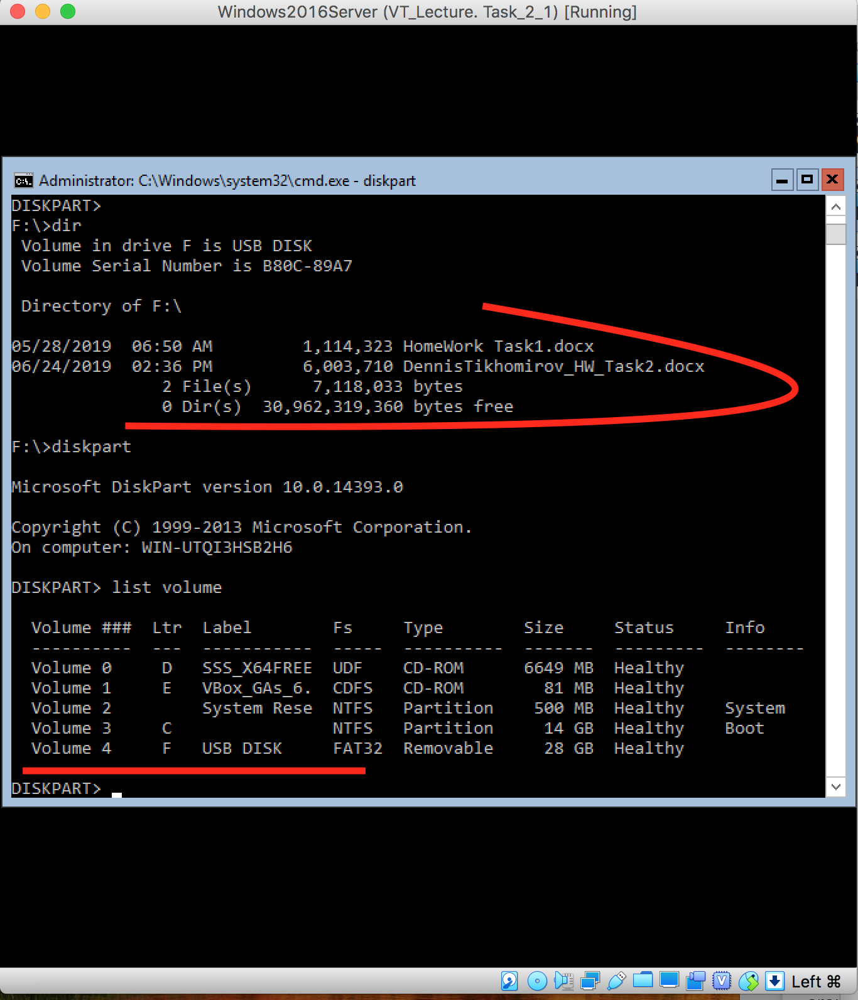 Windows2016Server (VT_Lecture. Task_2_1) [Running]
Administrator: C:\Windows\system32\cmd.exe - diskpart
DISKPART>
F:\>dir
Volume in drive F is USB DISK
Volume Serial Number is B80C-89A7
Directory of F:\
05/28/2019  06:50 AM         1,114,323 HomeWork Task1.docx
06/24/2019  02:36 PM         6,003,710 DennisTikhomirov_HW_Task2.docx
2 File(s)      7,118,033 bytes
0 Dir(s)  30,962,319,360 bytes free
F:\>diskpart
Microsoft DiskPart version 10.0.14393.0
Copyright (C) 1999-2013 Microsoft Corporation.
On computer: WIN-UTQI3HSB2H6
DISKPART> list volume
Volume ###  Ltr  Label        Fs     Type        Size     Status     Info
----------  ---  -----------  -----  ----------  -------  ---------  --------
Volume 0     D   SSS_X64FREE  UDF    CD-ROM      6649 MB  Healthy
Volume 1     E   VBox_GAs_6.  CDFS   CD-ROM        81 MB  Healthy
Volume 2         System Rese  NTFS   Partition    500 MB  Healthy    System
Volume 3     C                NTFS   Partition     14 GB  Healthy    Boot
Volume 4     F   USB DISK     FAT32  Removable     28 GB  Healthy
DISKPART>
Left ⌘